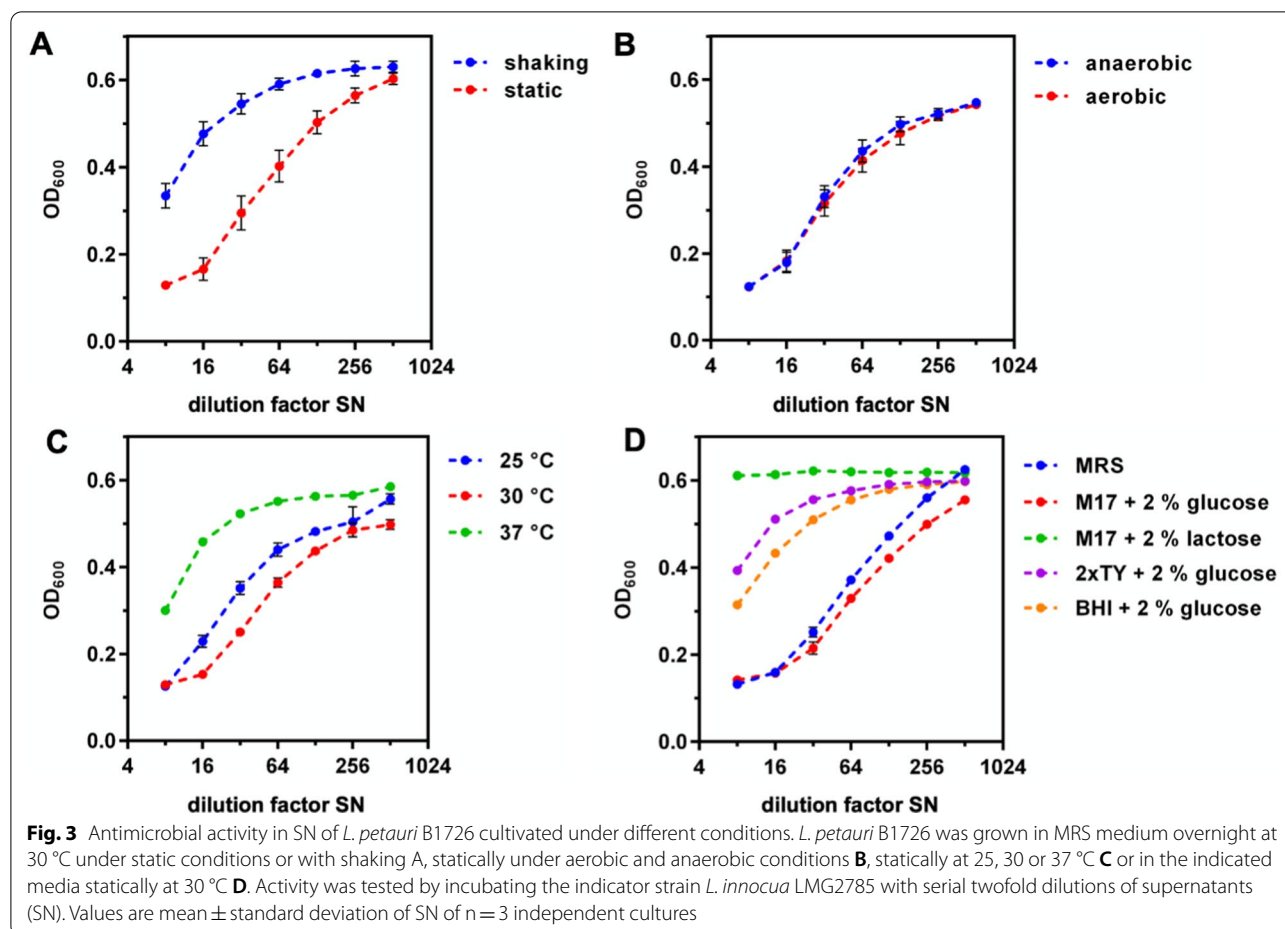 A
shaking
static
OD600
0.6
0.4
0.2
0.0
4 16 64 256 1024
dilution factor SN
B
anaerobic
aerobic
OD600
0.6
0.4
0.2
0.0
4 16 64 256 1024
dilution factor SN
C
25 °C
30 °C
37 °C
OD600
0.6
0.4
0.2
0.0
4 16 64 256 1024
dilution factor SN
D
MRS
M17 + 2 % glucose
M17 + 2 % lactose
2xTY + 2 % glucose
BHI + 2 % glucose
OD600
0.6
0.4
0.2
0.0
4 16 64 256 1024
dilution factor SN
Fig. 3 Antimicrobial activity in SN of L. petauri B1726 cultivated under different conditions. L. petauri B1726 was grown in MRS medium overnight at
30 °C under static conditions or with shaking A, statically under aerobic and anaerobic conditions B, statically at 25, 30 or 37 °C C or in the indicated
media statically at 30 °C D. Activity was tested by incubating the indicator strain L. innocua LMG2785 with serial twofold dilutions of supernatants
(SN). Values are mean ± standard deviation of SN of n = 3 independent cultures